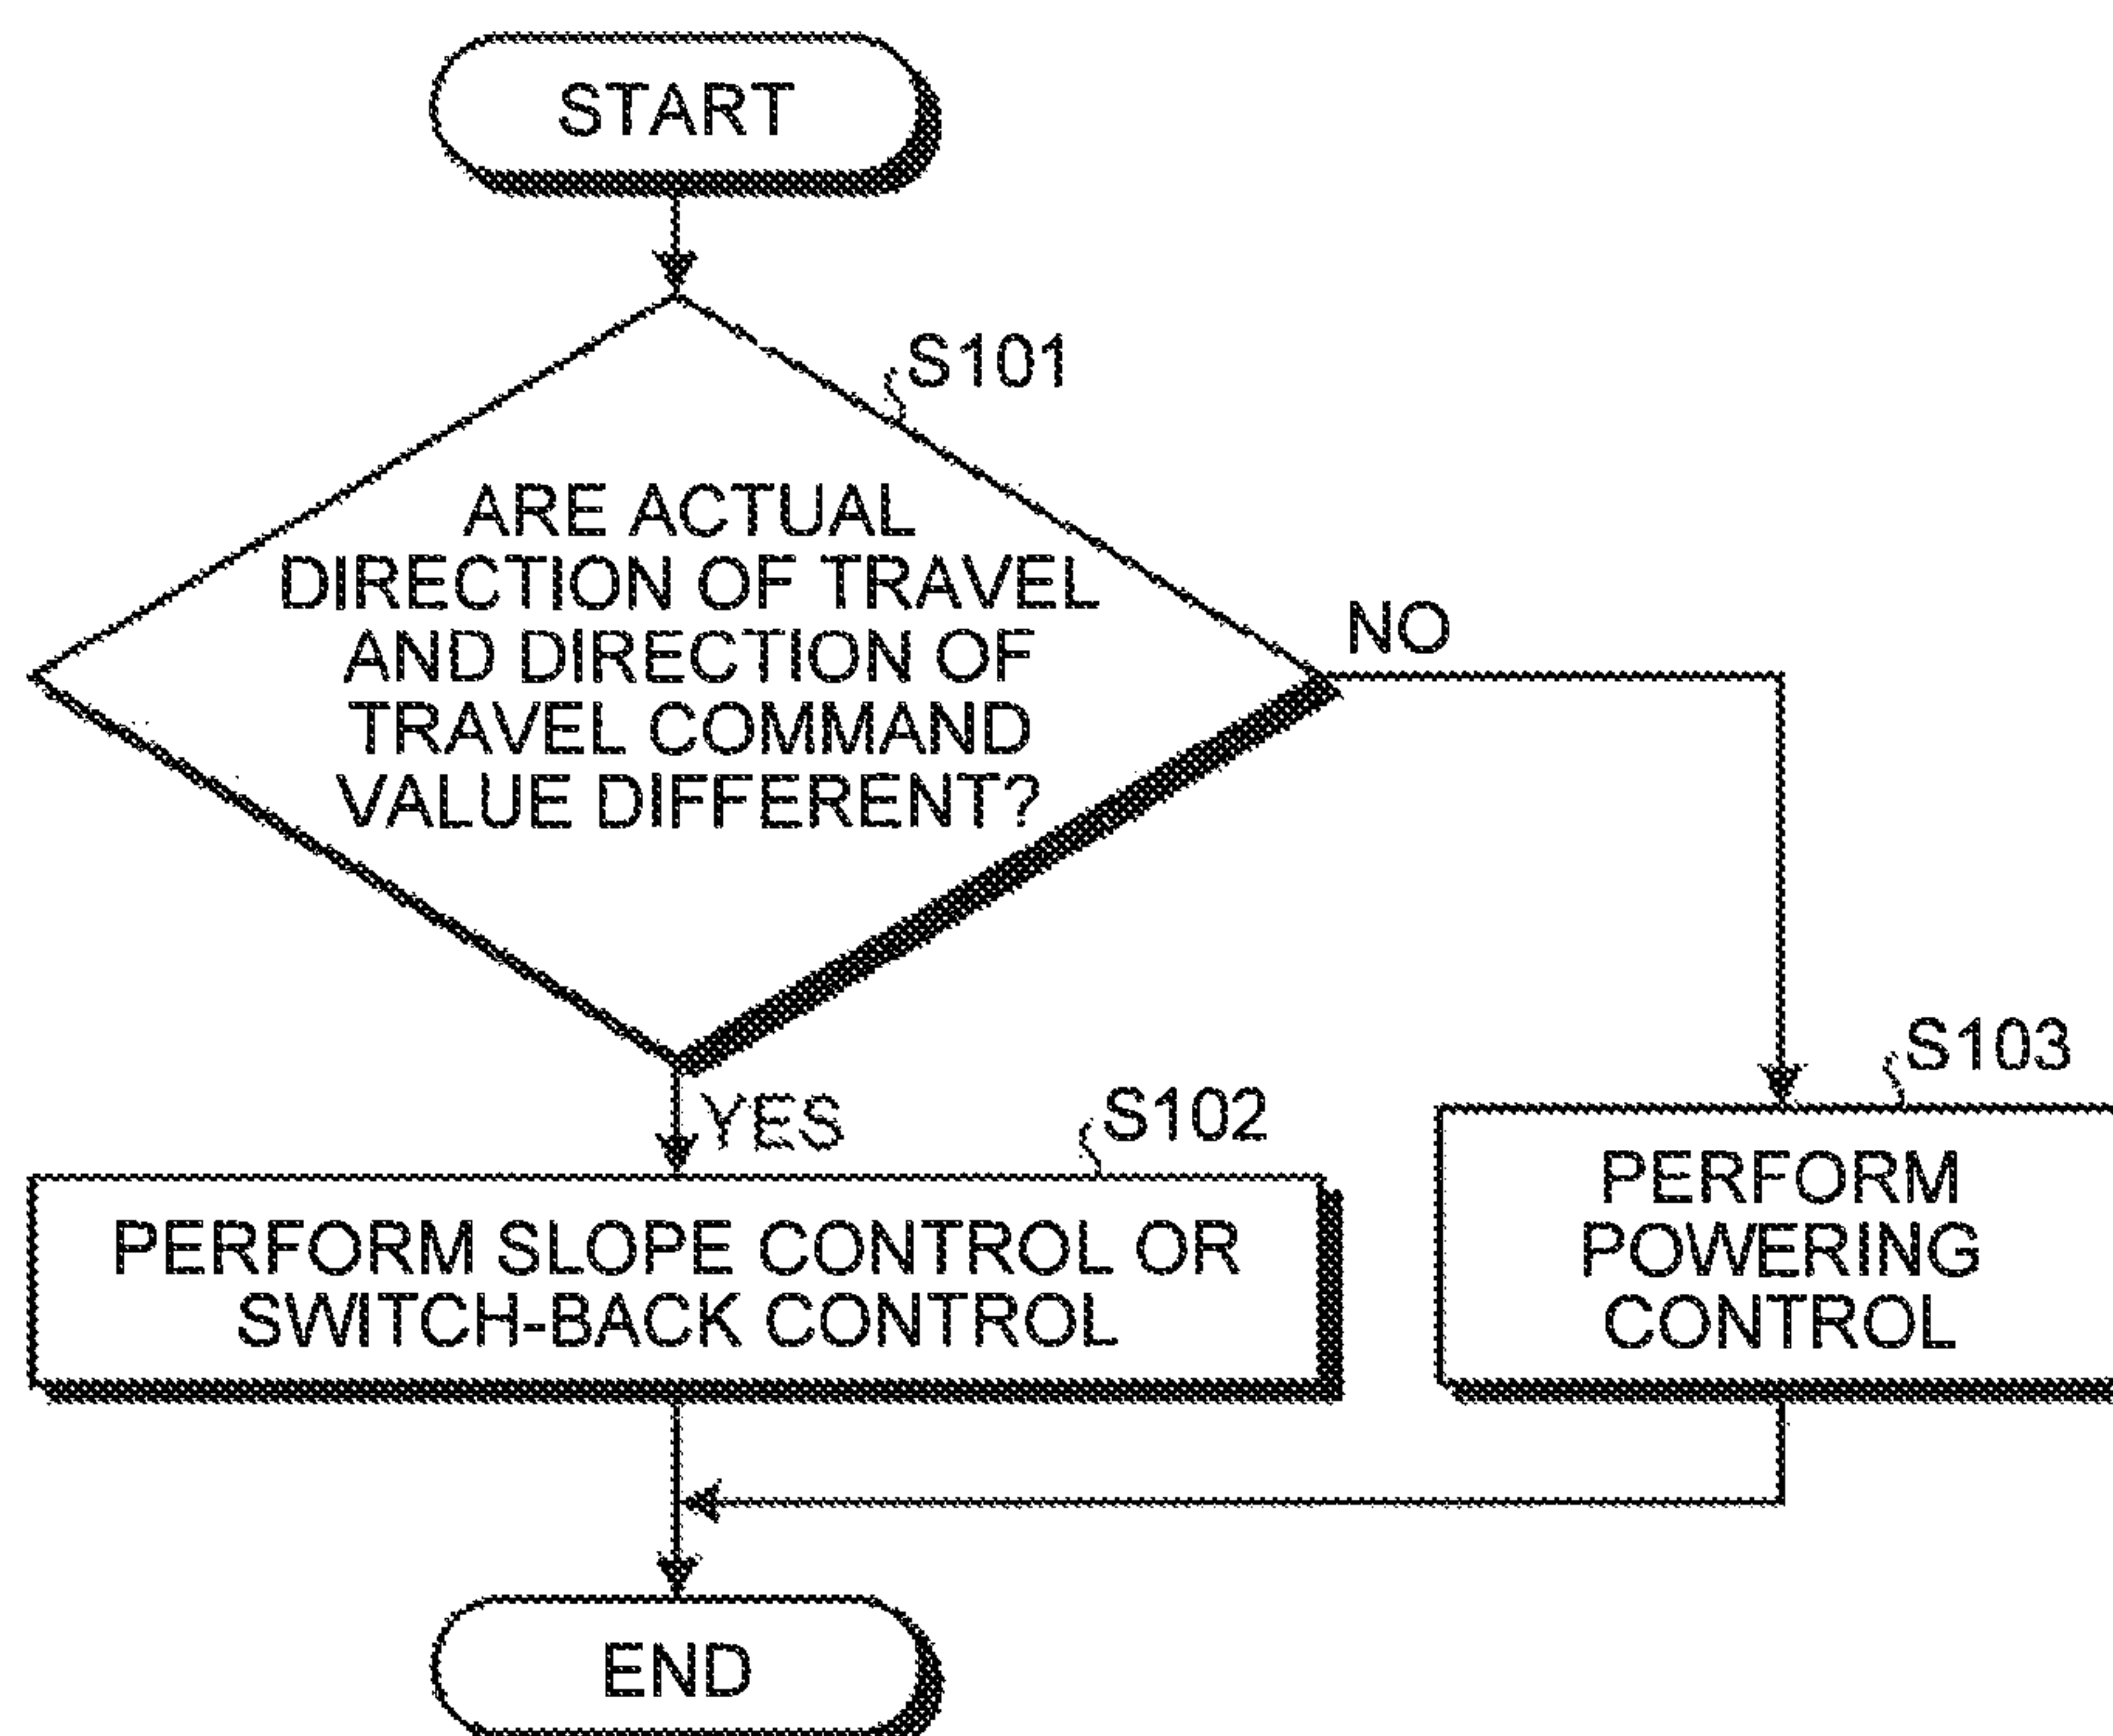 START
S101
ARE ACTUAL
DIRECTION OF TRAVEL
AND DIRECTION OF
TRAVEL COMMAND
VALUE DIFFERENT?
NO
YES
S102
PERFORM SLOPE CONTROL OR
SWITCH-BACK CONTROL
S103
PERFORM
POWERING
CONTROL
END